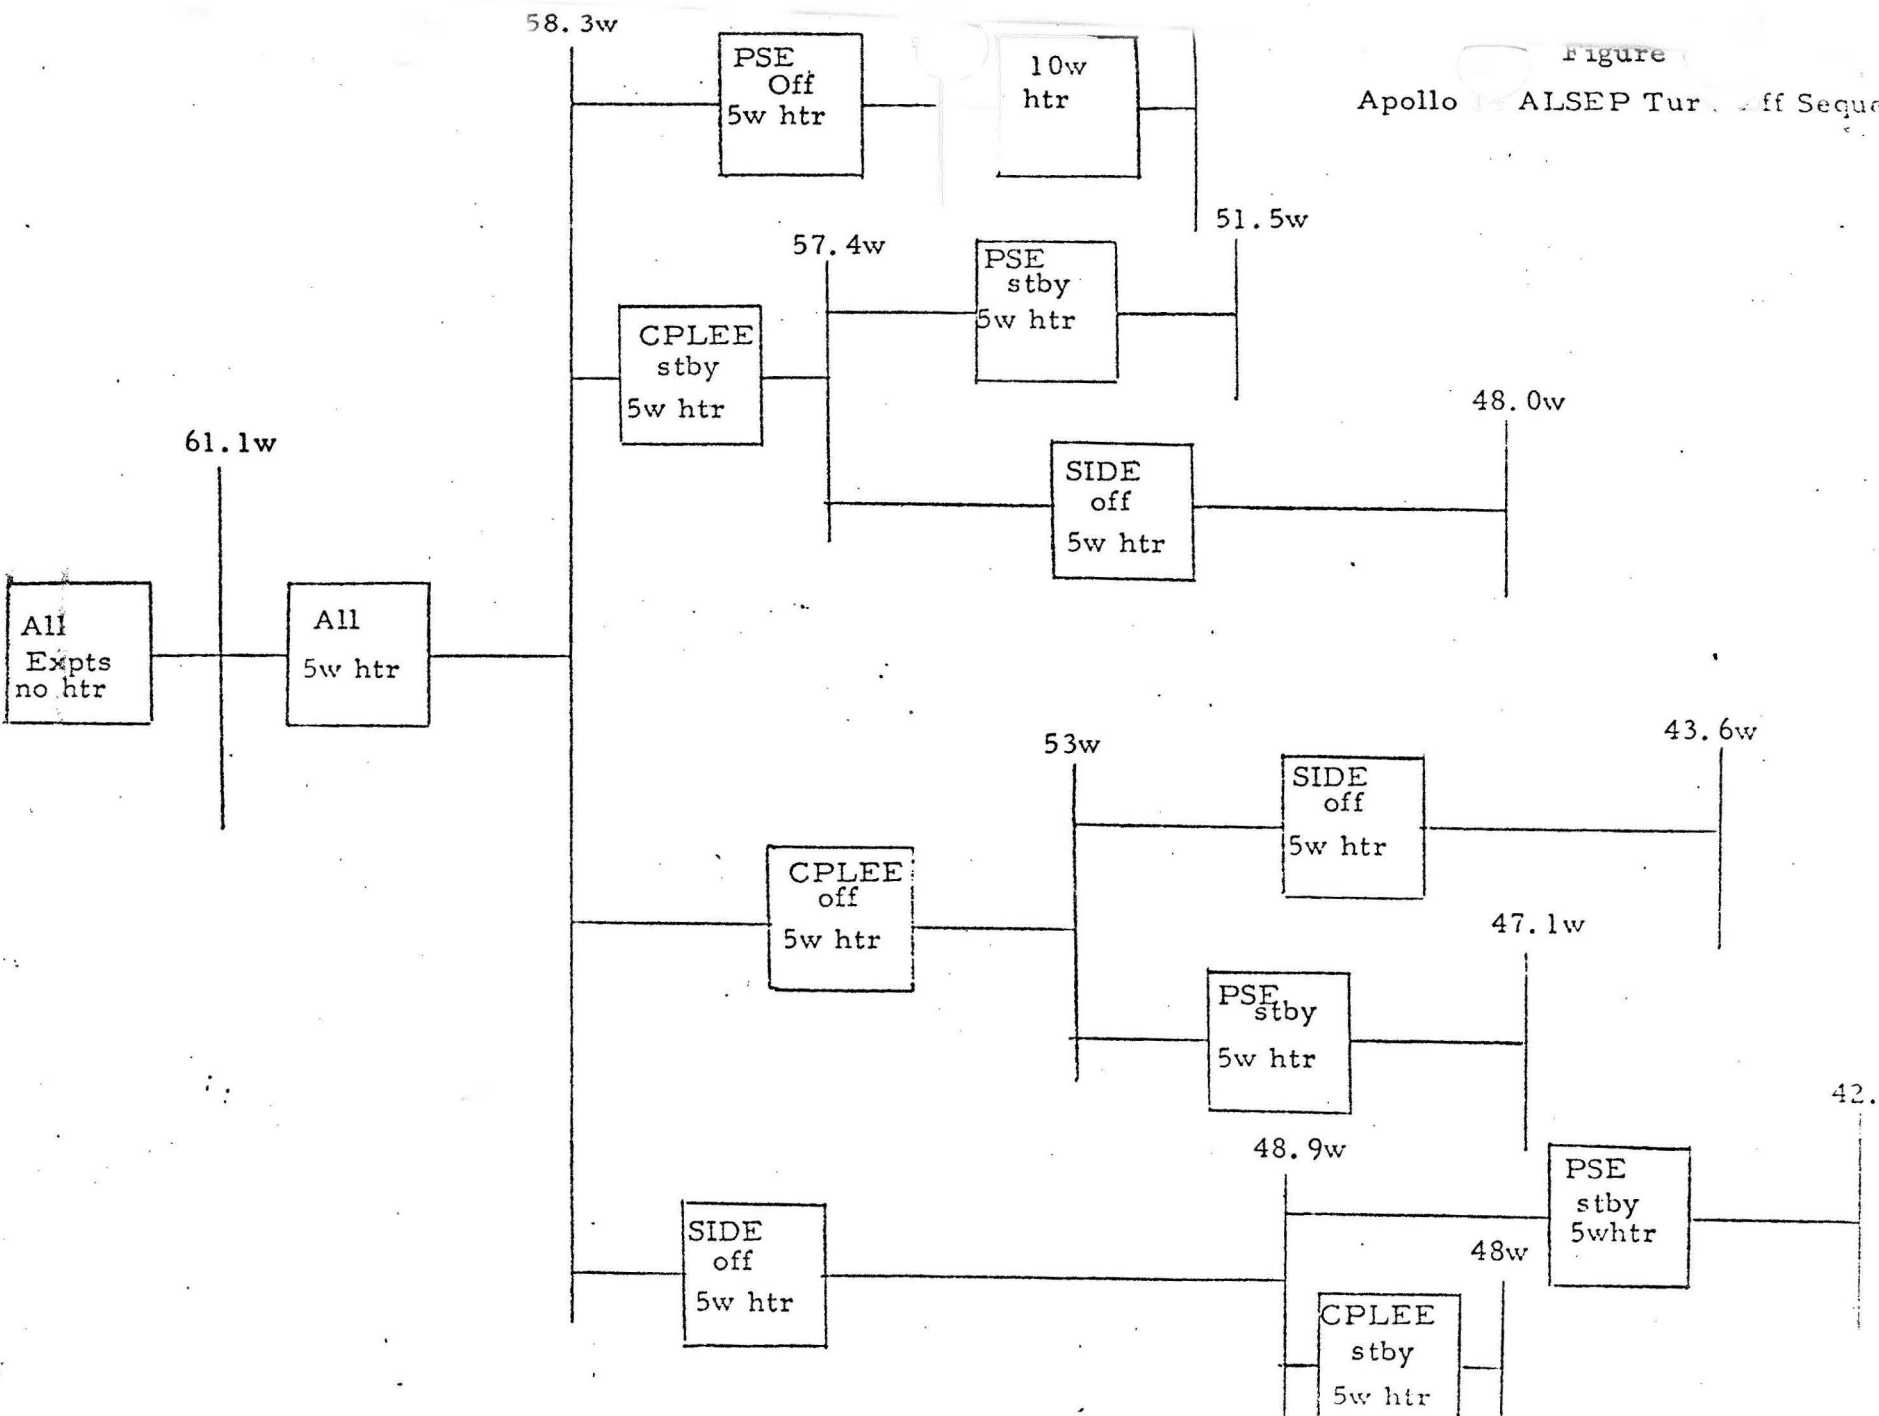 58.3w
PSE
Off
5w htr
10w
htr
Figure
Apollo ALSEP ff Sequ
51.5w
57.4w
PSE
stby
5w htr
CPLEE
stby
5w htr
48.0w
61.1w
SIDE
off
5w htr
All
Expts
no htr
All
5w htr
53w
43.6w
SIDE
off
5w htr
CPLEE
off
5w htr
47.1w
PSE
stby
5w htr
42.
48.9w
PSE
stby
5whtr
SIDE
off
5w htr
48w
CPLEE
stby
5w htr